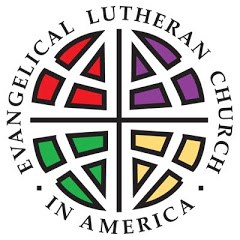 EVANGELICAL LUTHERAN CHURCH
· IN AMERICA ·